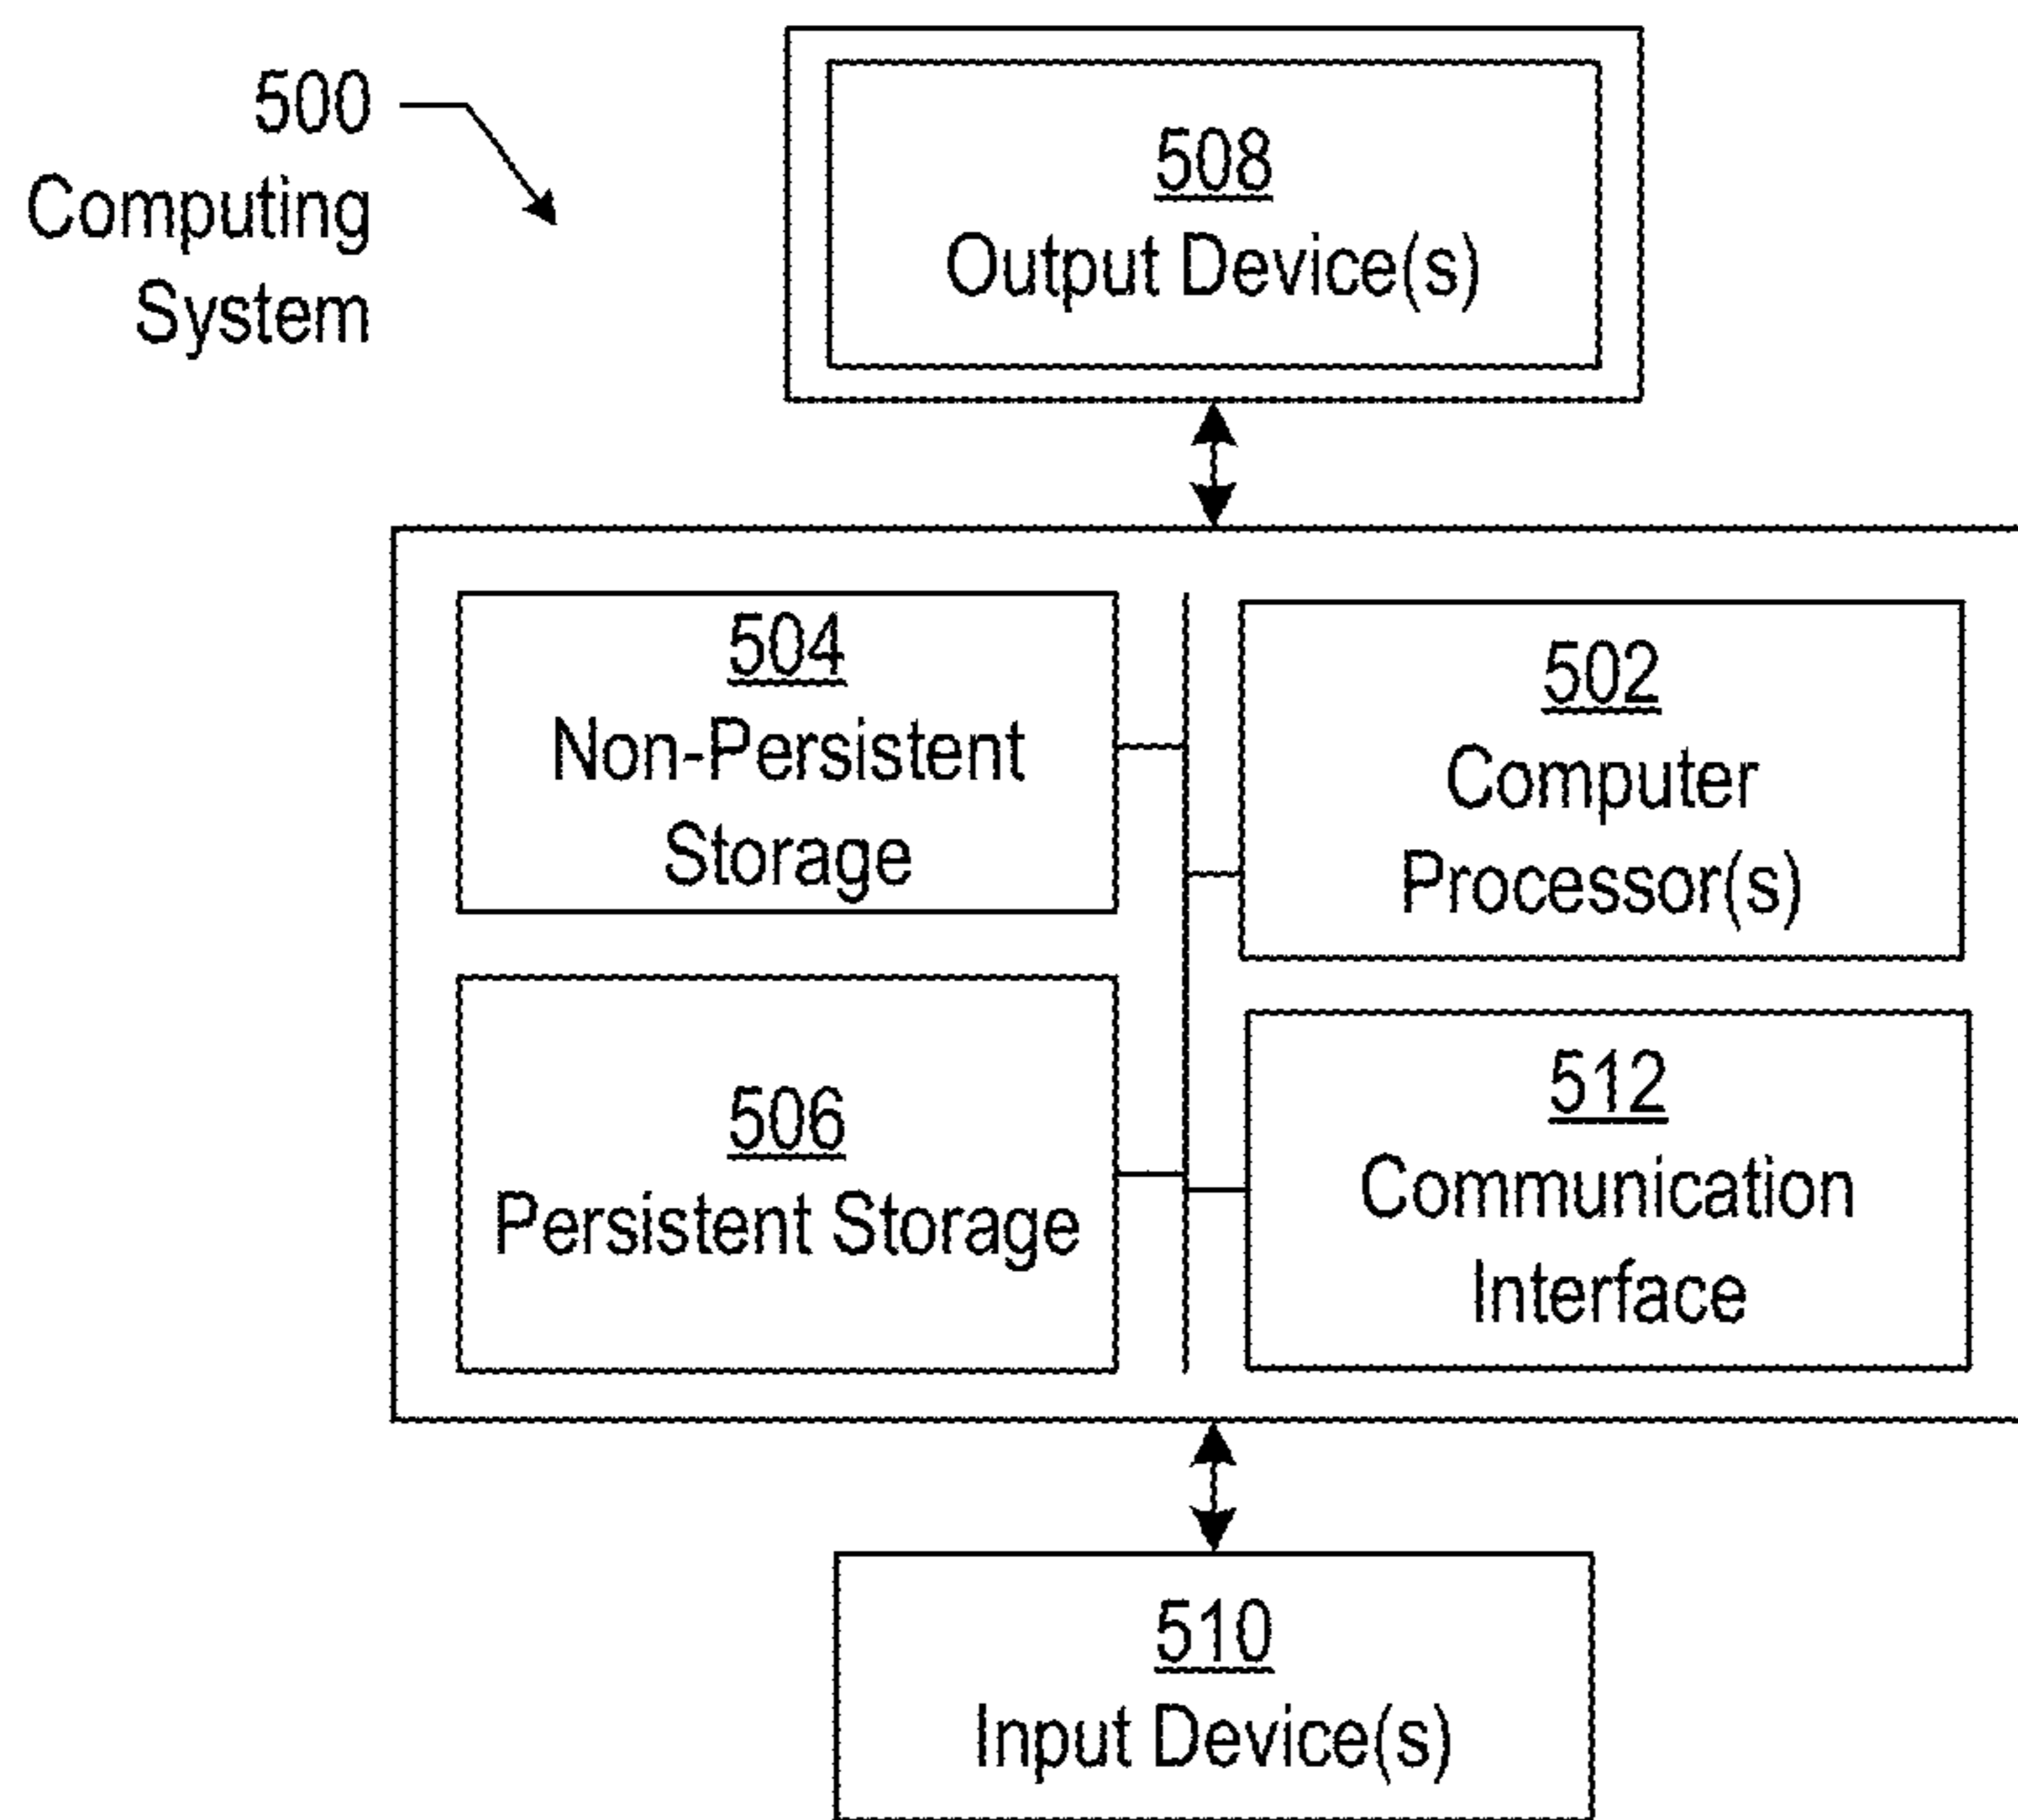 500
Computing
System
508
Output Device(s)
504
Non-Persistent
Storage
502
Computer
Processor(s)
506
Persistent Storage
512
Communication
Interface
510
Input Device(s)